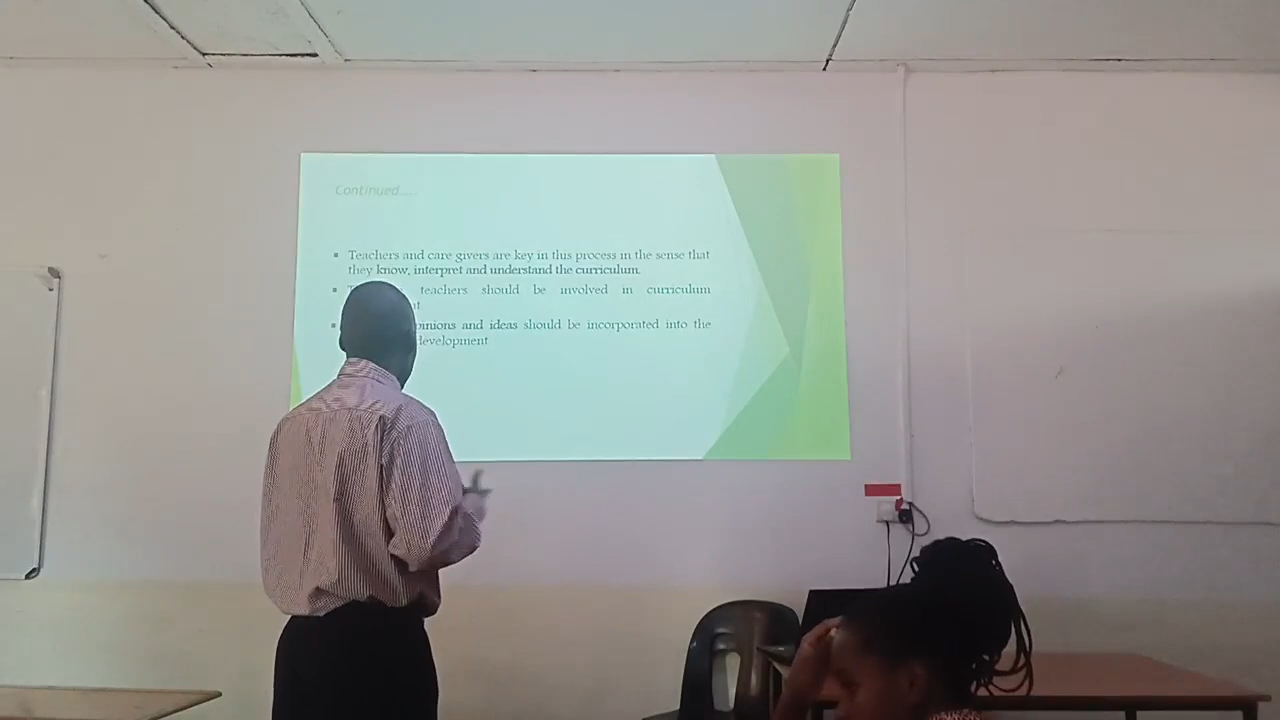 Continued.....
▪ Teachers and care givers are key in this process in the sense that
they know, interpret and understand the curriculum.
▪ teachers should be involved in curriculum
▪ opinions and ideas should be incorporated into the
development